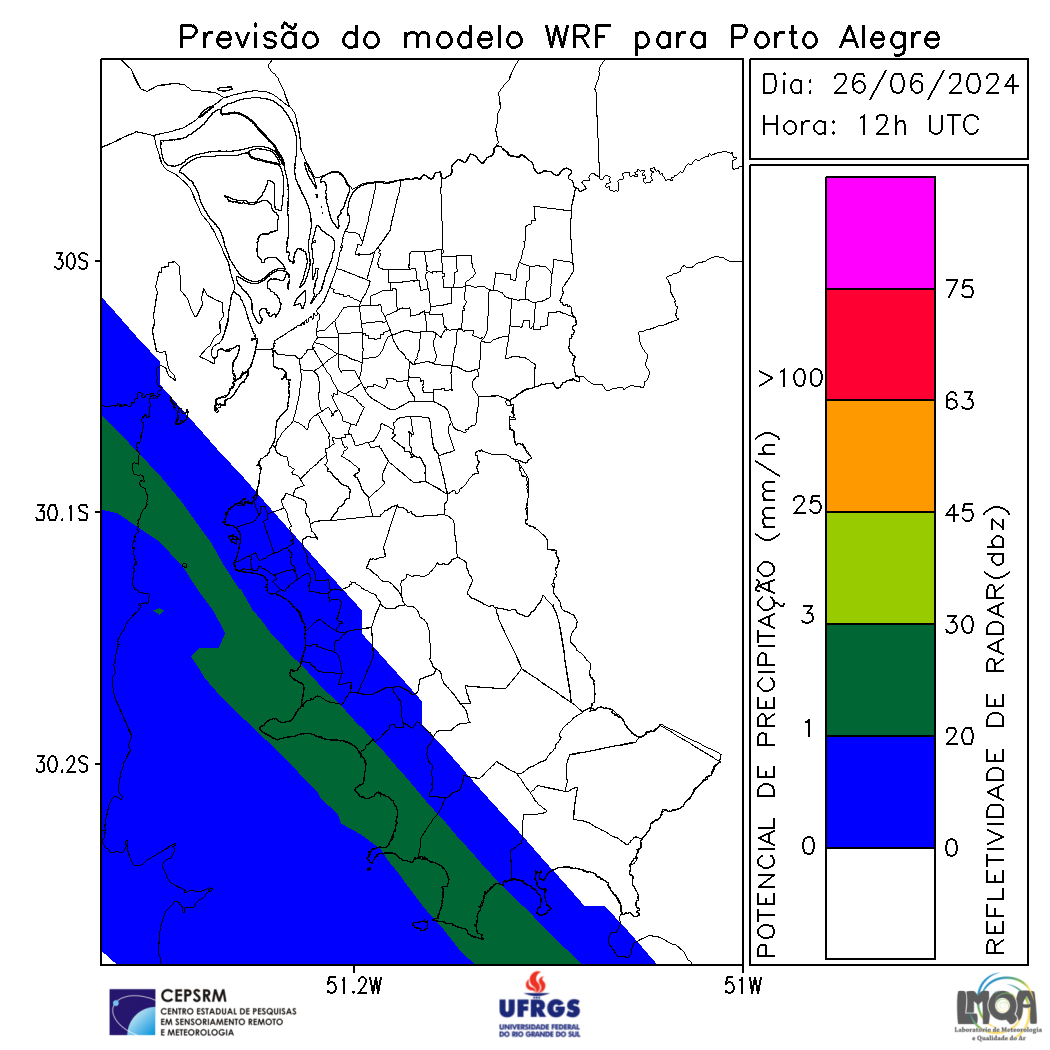 Previsão do modelo WRF para Porto Alegre
Dia: 26/06/2024
Hora: 12h UTC
30S
30.1S
30.2S
51.2W
51W
POTENCIAL DE PRECIPITAÇÃO (mm/h)
>100
25
3
1
0
75
63
45
30
20
0
REFLETIVIDADE DE RADAR(dbz)
CEPSRM
CENTRO ESTADUAL DE PESQUISAS
EM SENSORIAMENTO REMOTO
E METEOROLOGIA
UFRGS
UNIVERSIDADE FEDERAL
DO RIO GRANDE DO SUL
LMQA
Laboratório de Meteorologia
e Qualidade do Ar